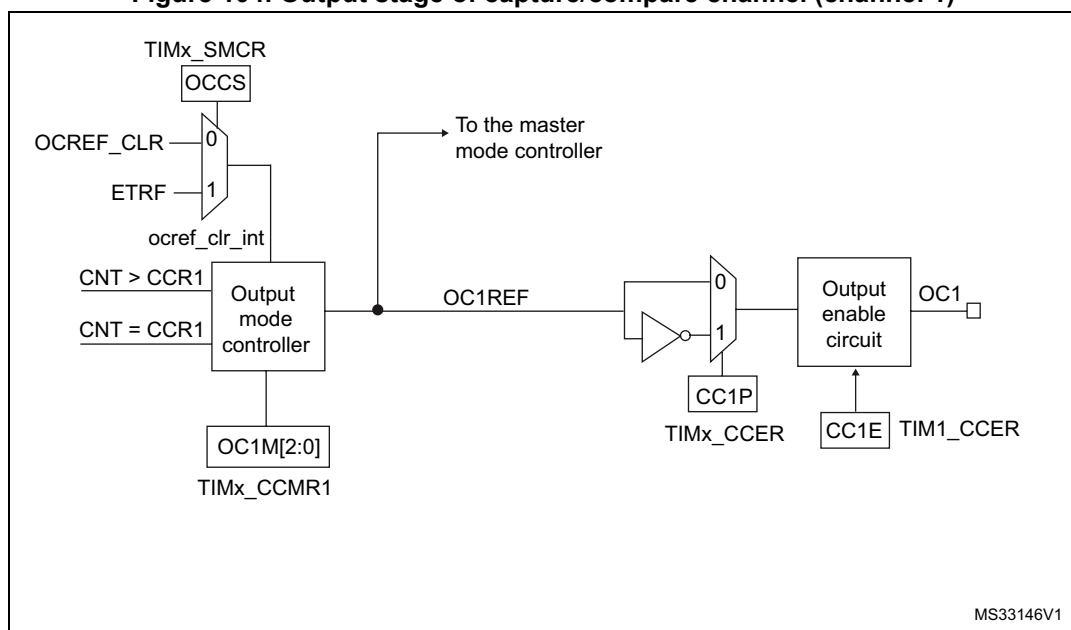 TIMx_SMCR
OCCS
OCREF_CLR
0
ETRF
1
ocref_clr_int
To the master
mode controller
CNT > CCR1
CNT = CCR1
Output
mode
controller
OC1M[2:0]
TIMx_CCMR1
OC1REF
0
1
CC1P
TIMx_CCER
Output
enable
circuit
OC1
CC1E
TIM1_CCER
MS33146V1